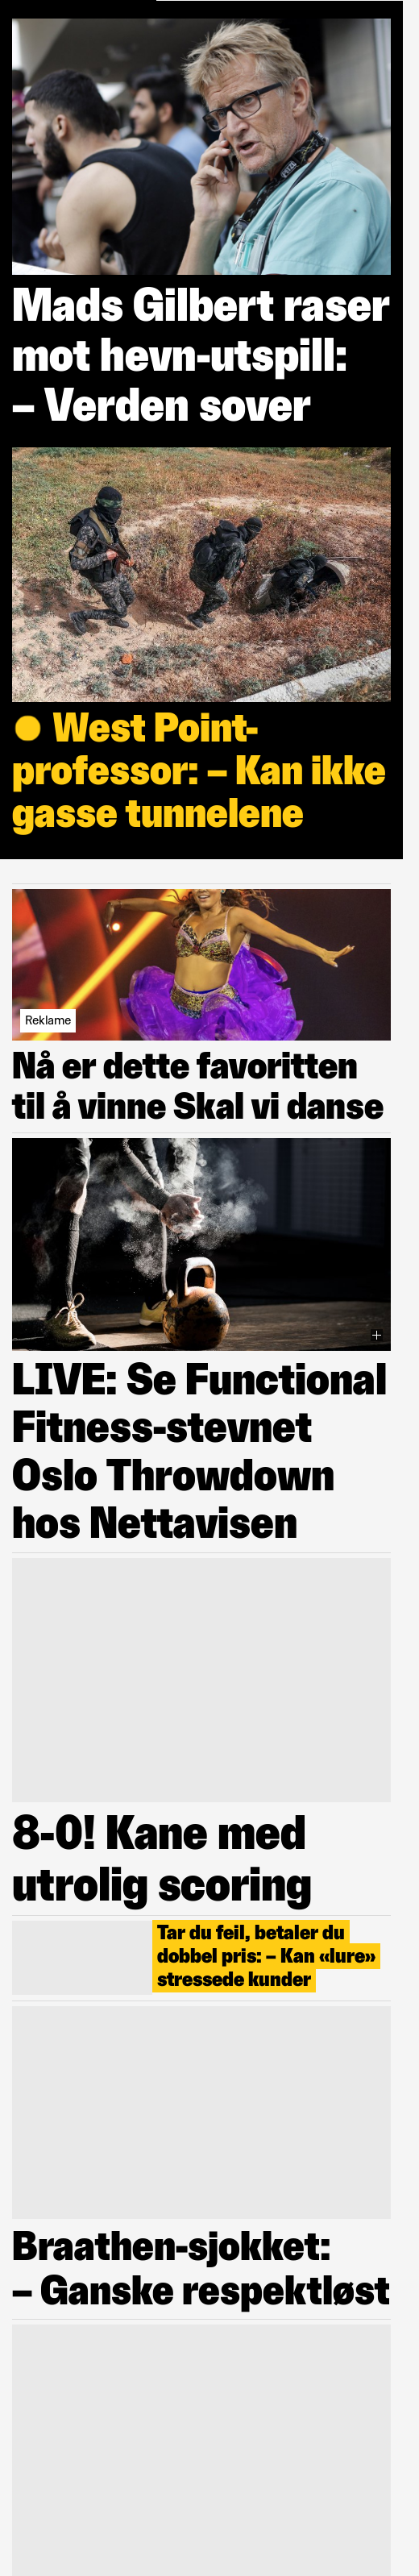 Mads Gilbert raser
mot hevn-utspill:
– Verden sover
West Point-
professor: – Kan ikke
gasse tunnelene
Reklame
Nå er dette favoritten
til å vinne Skal vi danse
LIVE: Se Functional
Fitness-stevnet
Oslo Throwdown
hos Nettavisen
8-0! Kane med
utrolig scoring
Tar du feil, betaler du
dobbel pris: – Kan «lure»
stressede kunder
Braathen-sjokket:
– Ganske respektløst